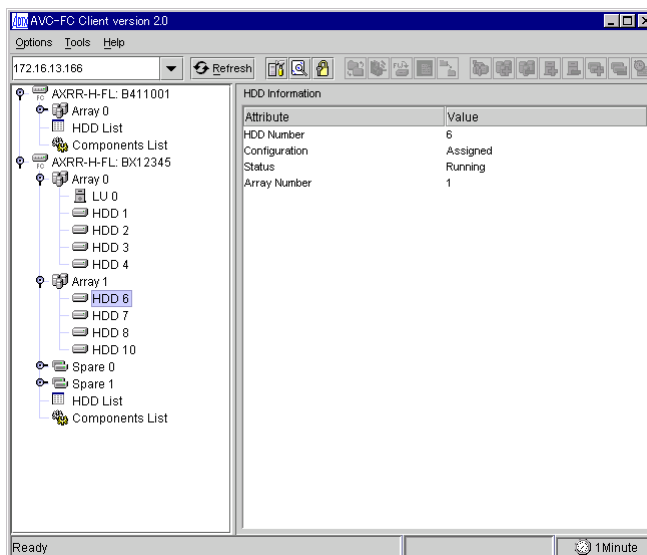 AVC-FC Client version 2.0
Options Tools Help
172.16.13.166 Refresh
AXRR-H-FL: B411001
Array 0
HDD List
Components List
AXRR-H-FL: BX12345
Array 0
LU 0
HDD 1
HDD 2
HDD 3
HDD 4
Array 1
HDD 6
HDD 7
HDD 8
HDD 10
Spare 0
Spare 1
HDD List
Components List
HDD Information
Attribute Value
HDD Number 6
Configuration Assigned
Status Running
Array Number 1
Ready 1 Minute